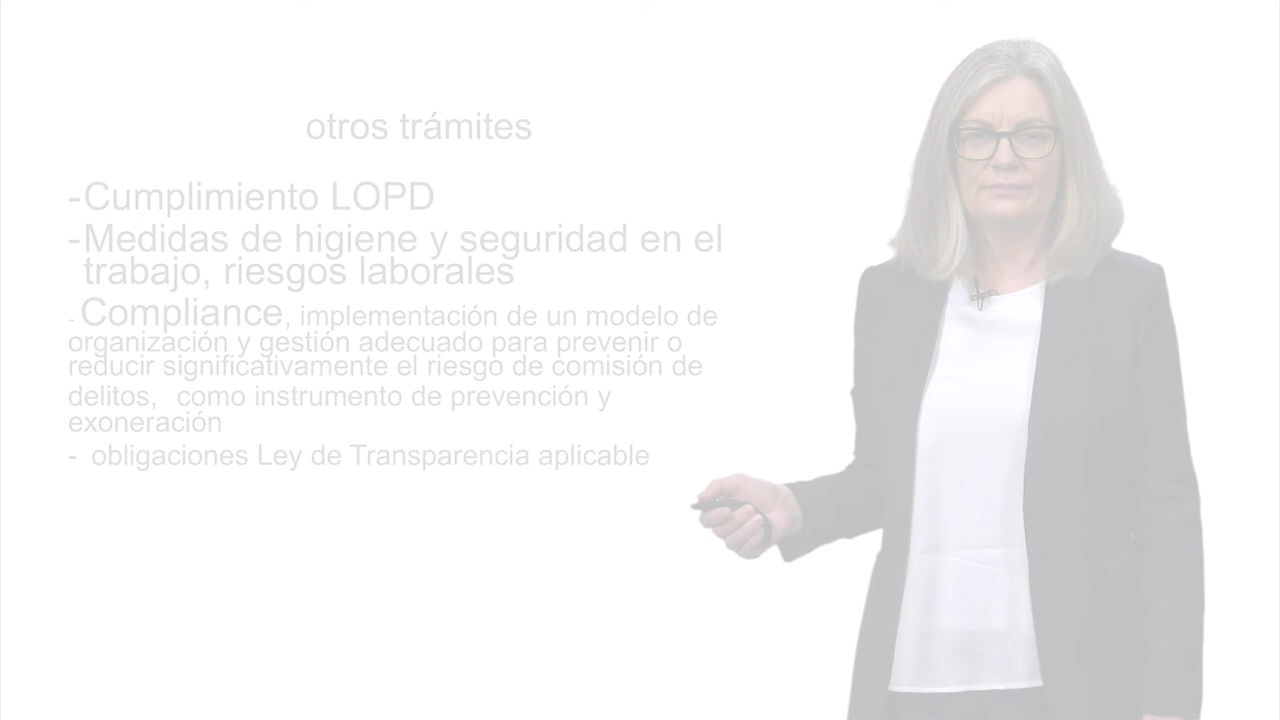 otros trámites
-Cumplimiento LOPD
-Medidas de higiene y seguridad en el
trabajo, riesgos laborales
- Compliance, implementación de un modelo de
organización y gestión adecuado para prevenir o
reducir significativamente el riesgo de comisión de
delitos, como instrumento de prevención y
exoneración
- obligaciones Ley de Transparencia aplicable